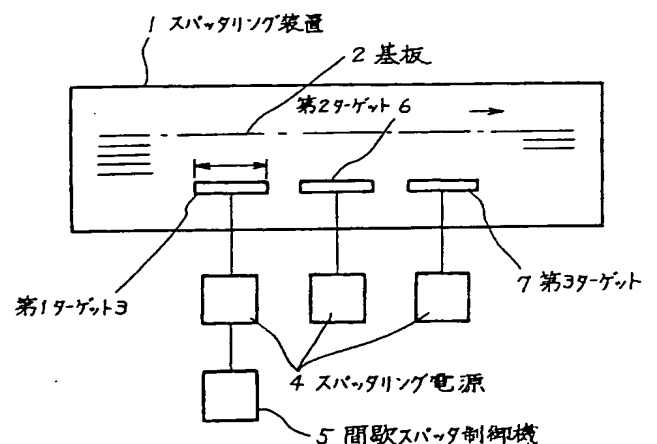 1 スパッタリング装置
2 基板
第2ターゲット 6
第1ターゲット3
7 第3ターゲット
4 スパッタリング電源
5 間歇スパッタ制御機